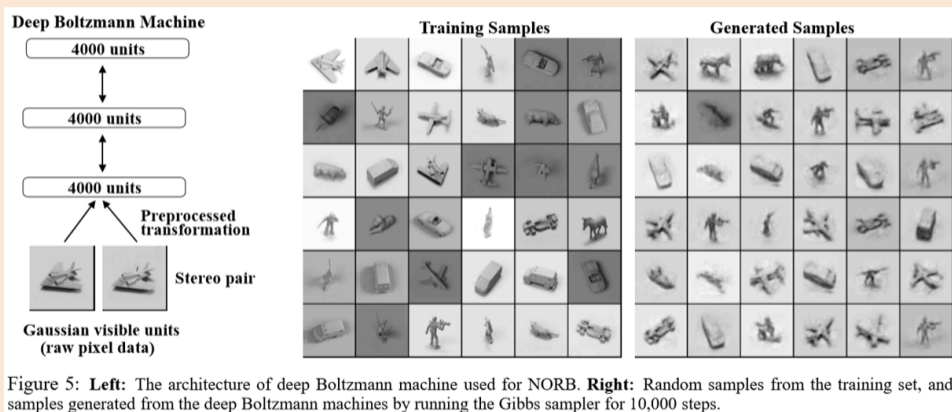 Deep Boltzmann Machine
4000 units
4000 units
4000 units
Preprocessed
transformation
Stereo pair
Gaussian visible units
(raw pixel data)
Training Samples
Generated Samples
Figure 5: Left: The architecture of deep Boltzmann machine used for NORB. Right: Random samples from the training set, and
samples generated from the deep Boltzmann machines by running the Gibbs sampler for 10,000 steps.